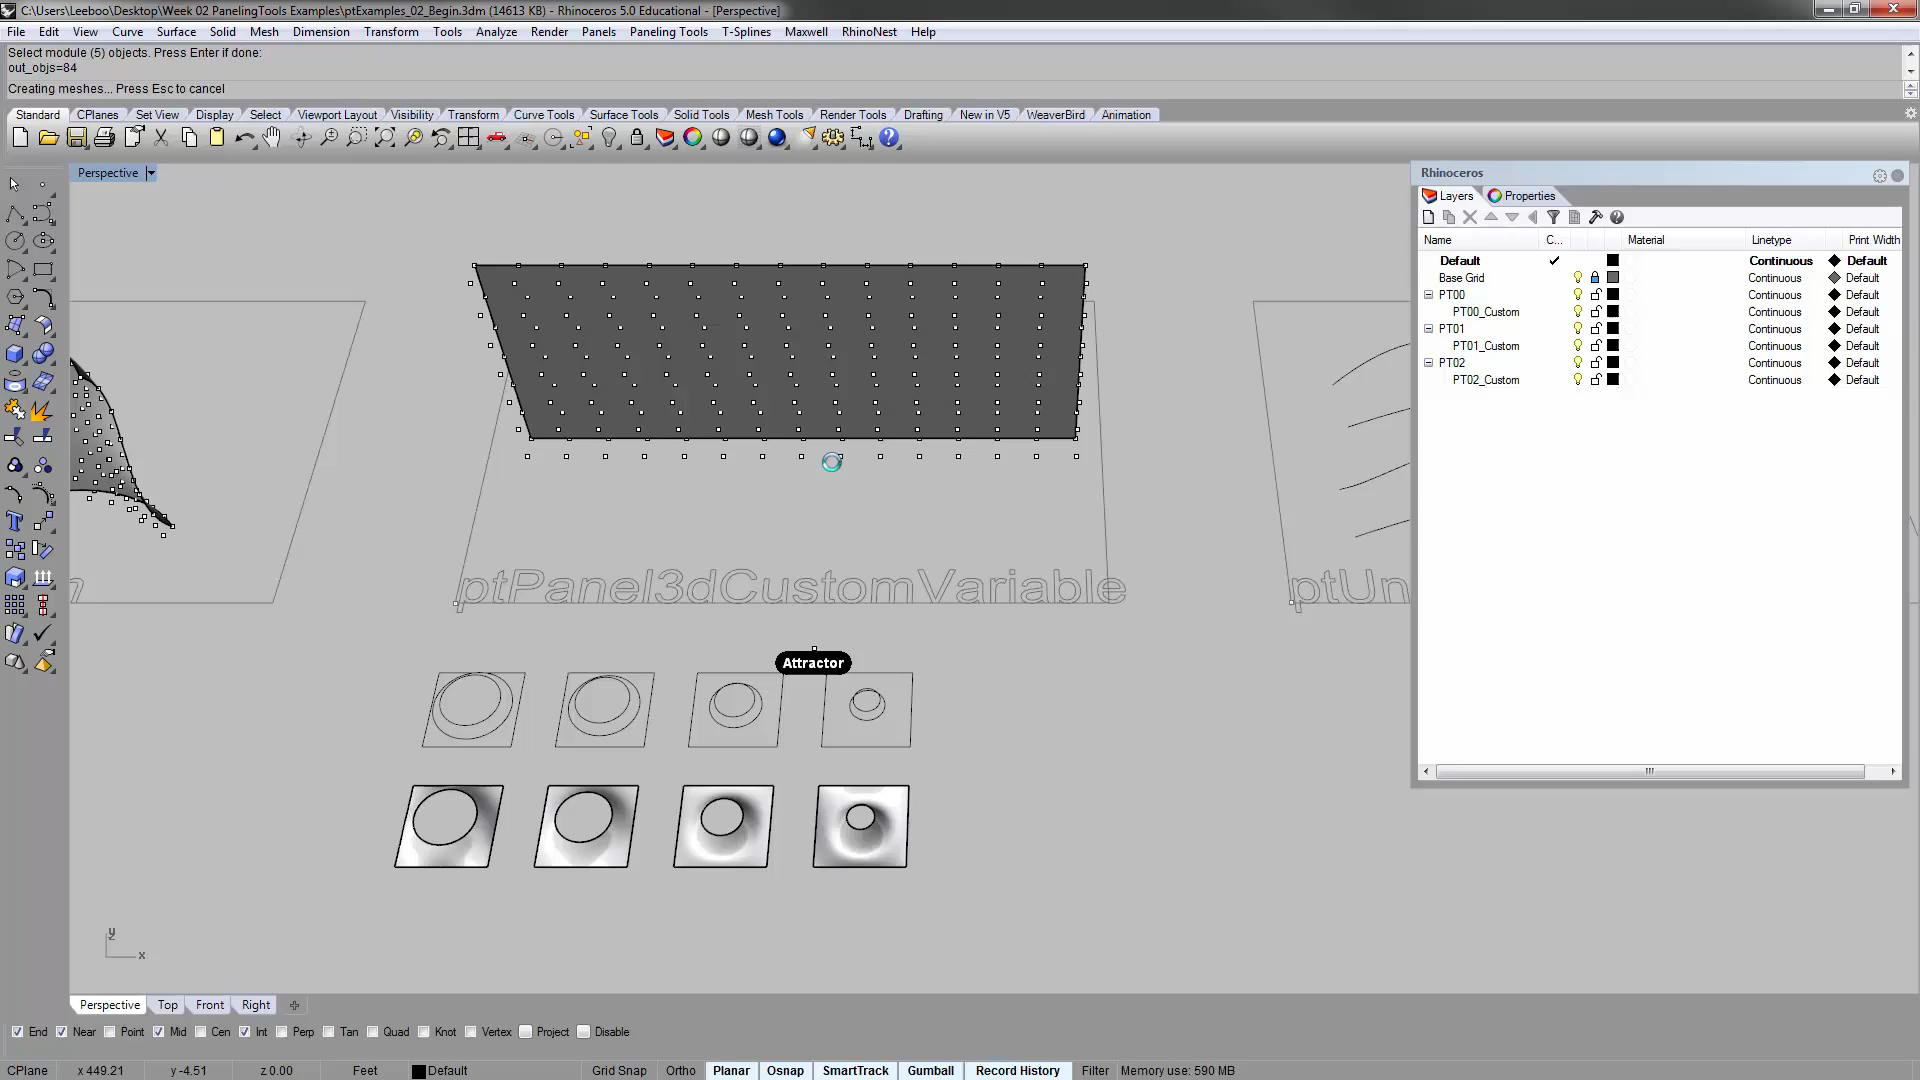 C:\Users\Leeboo\Desktop\Week 02 PanelingTools Examples\ptExamples_02_Begin.3dm (14613 KB) - Rhinoceros 5.0 Educational - [Perspective]
File Edit View Curve Surface Solid Mesh Dimension Transform Tools Analyze Render Panels Paneling Tools T-Splines Maxwell RhinoNest Help
Select module (5) objects. Press Enter if done:
out_objs=84
Creating meshes... Press Esc to cancel
Standard CPlanes Set View Display Select Viewport Layout Visibility Transform Curve Tools Surface Tools Solid Tools Mesh Tools Render Tools Drafting New in V5 WeaverBird Animation
Perspective
Rhinoceros
Layers Properties
Name C... Material Linetype Print Width
Default Continuous Default
Base Grid Continuous Default
PT00 Continuous Default
PT00_Custom Continuous Default
PT01 Continuous Default
PT01_Custom Continuous Default
PT02 Continuous Default
PT02_Custom Continuous Default
ptPanel3dCustomVariable
ptUn
Attractor
y
x
Perspective Top Front Right
End Near Point Mid Cen Int Perp Tan Quad Knot Vertex Project Disable
CPlane x 449.21 y -4.51 z 0.00 Feet Default Grid Snap Ortho Planar Osnap SmartTrack Gumball Record History Filter Memory use: 590 MB